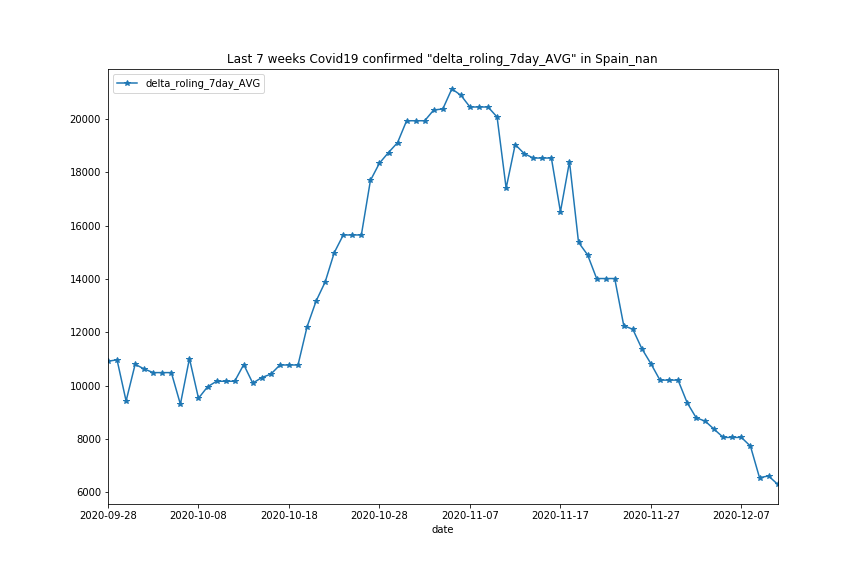 Last 7 weeks Covid19 confirmed "delta_roling_7day_AVG" in Spain_nan
delta_roling_7day_AVG
20000
18000
16000
14000
12000
10000
8000
6000
2020-09-28 2020-10-08 2020-10-18 2020-10-28 2020-11-07 2020-11-17 2020-11-27 2020-12-07
date